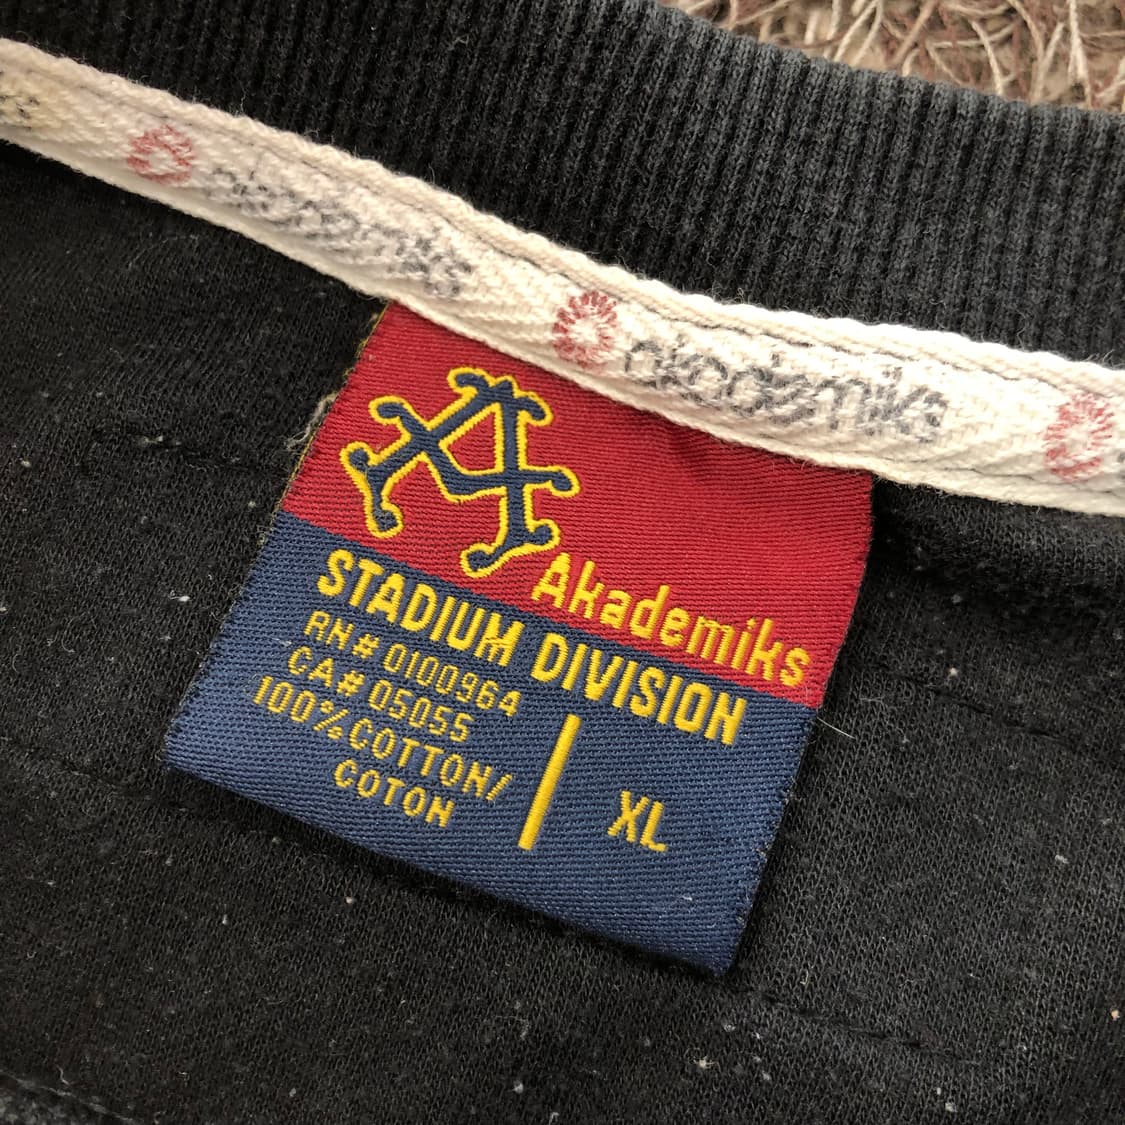 akademiks
akademiks
Akademiks
STADIUM DIVISION
RN# 0100964
CA# 05055
100% COTTON/
COTON
XL